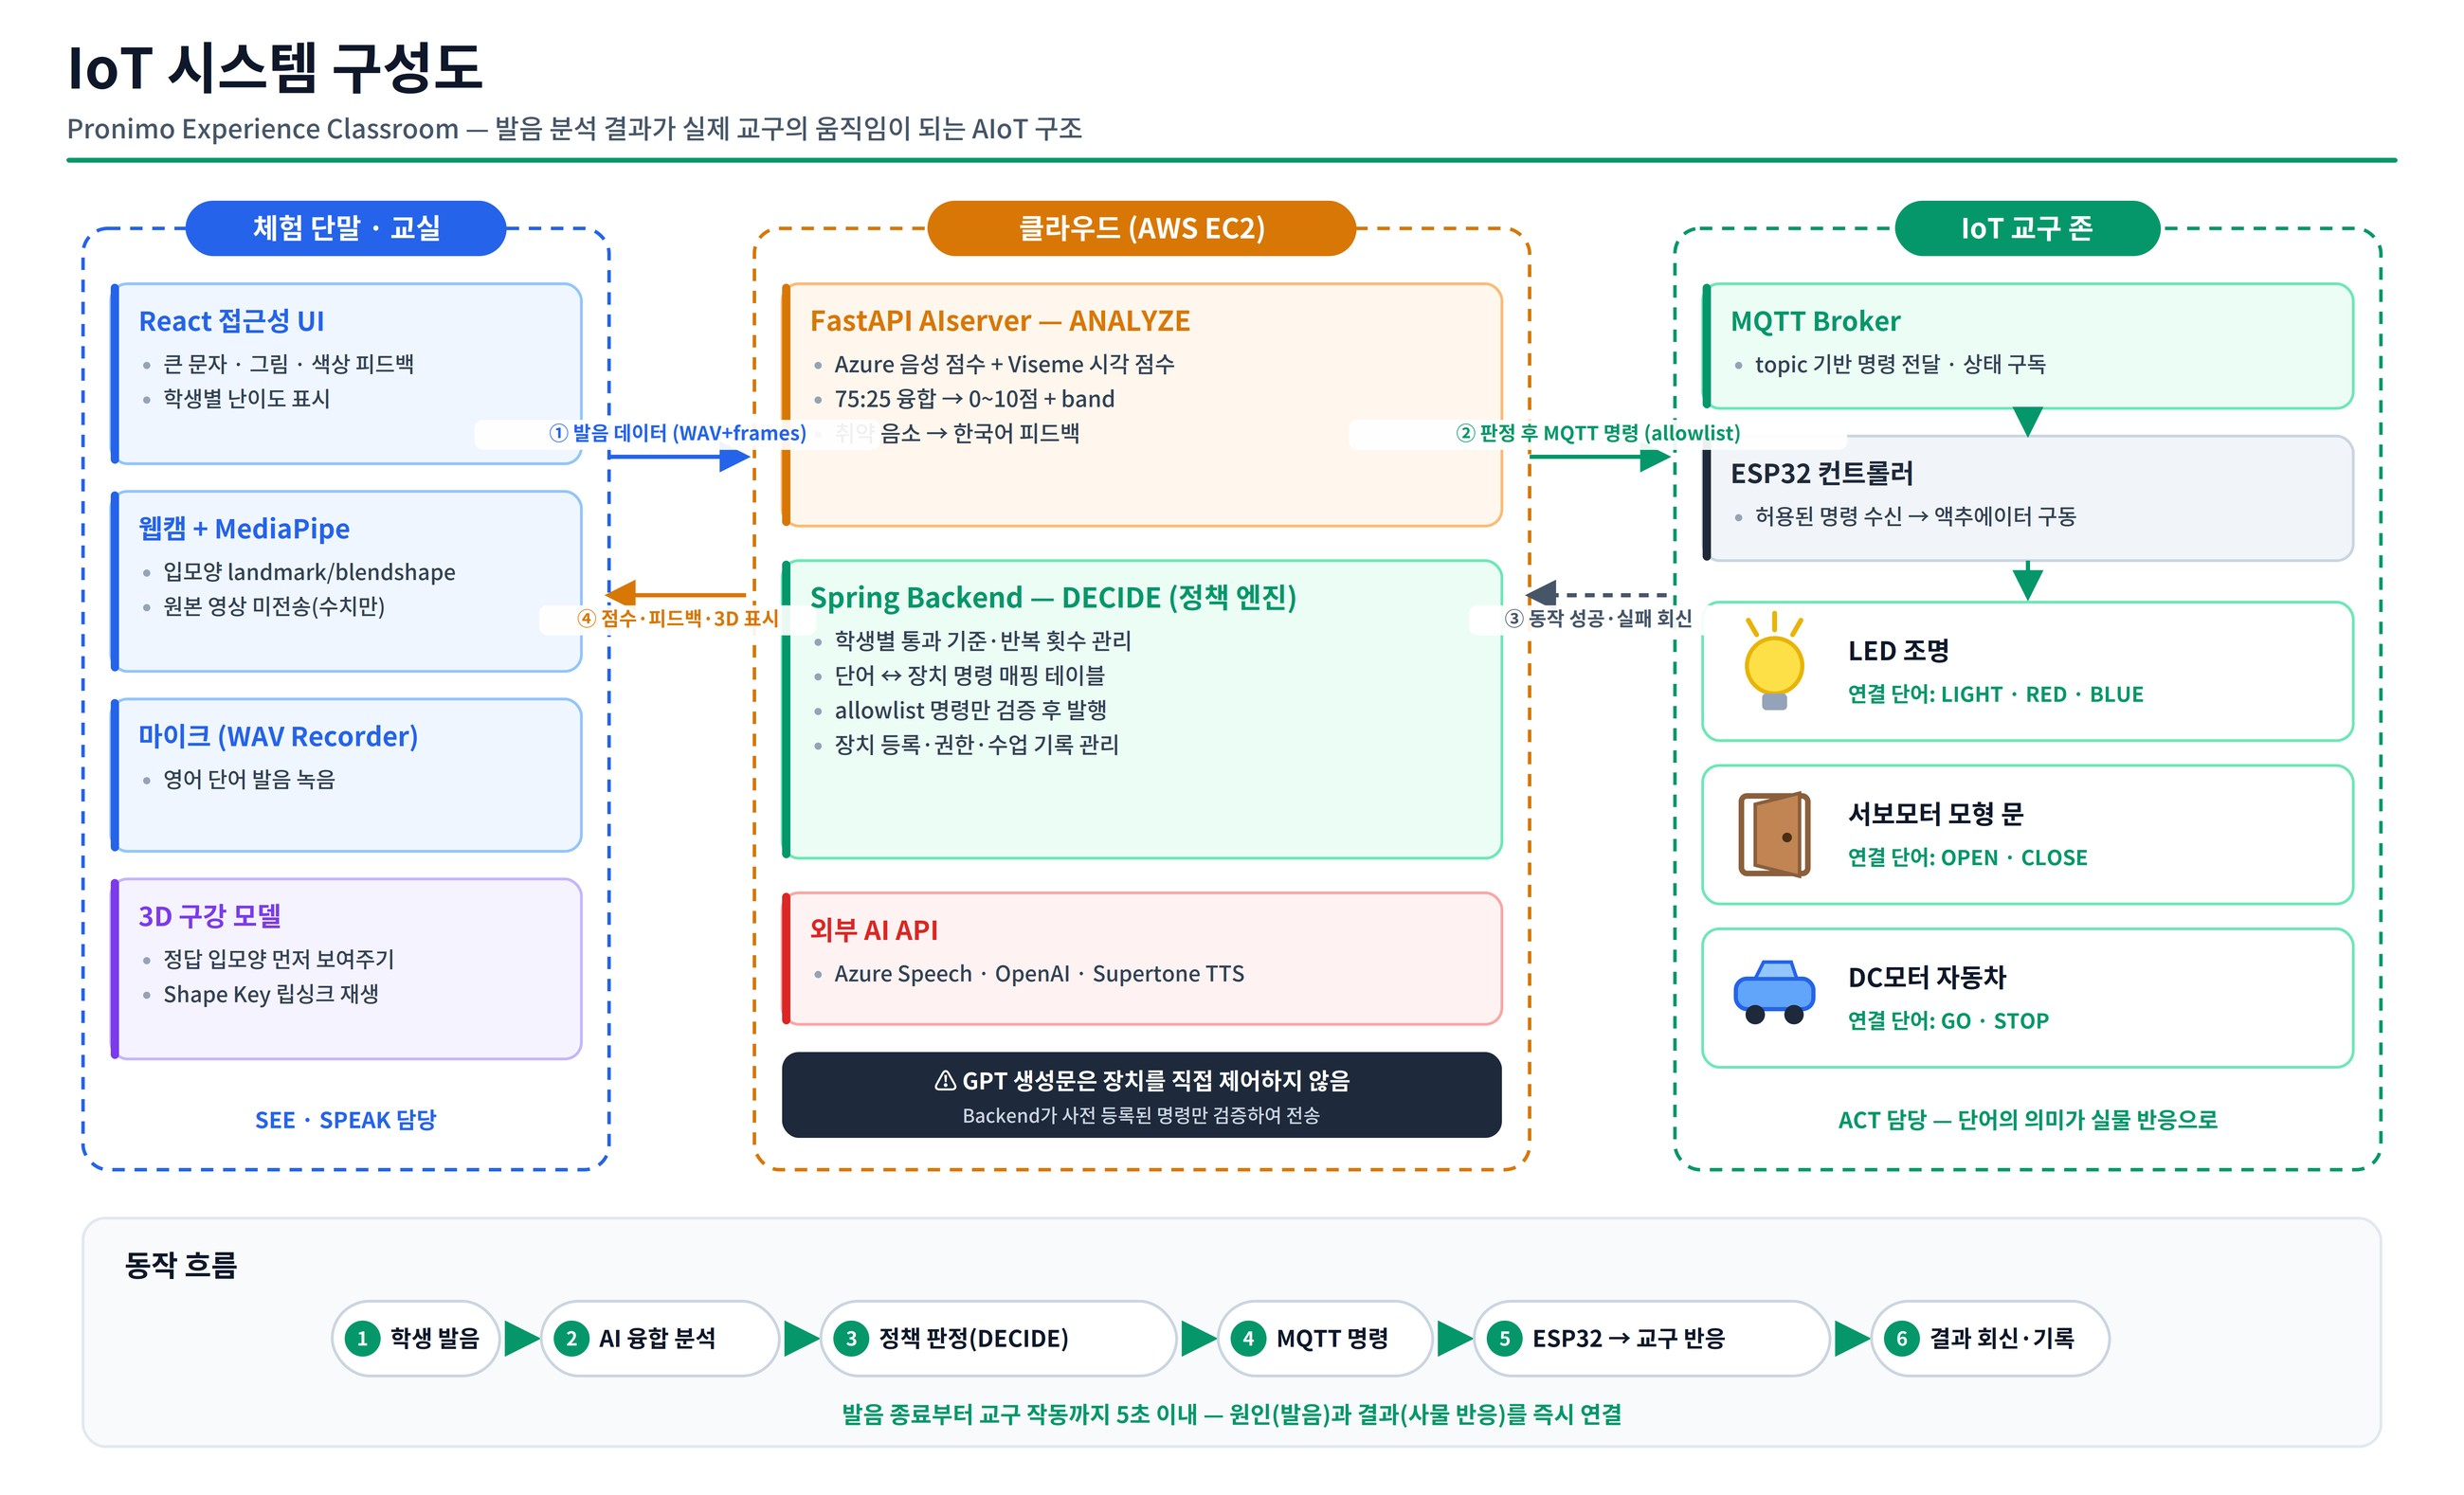 IoT 시스템 구성도
Pronimo Experience Classroom — 발음 분석 결과가 실제 교구의 움직임이 되는 AIoT 구조
체험 단말 · 교실
React 접근성 UI
• 큰 문자 · 그림 · 색상 피드백
• 학생별 난이도 표시
웹캠 + MediaPipe
• 입모양 landmark/blendshape
• 원본 영상 미전송(수치만)
마이크 (WAV Recorder)
• 영어 단어 발음 녹음
3D 구강 모델
• 정답 입모양 먼저 보여주기
• Shape Key 립싱크 재생
SEE · SPEAK 담당
① 발음 데이터 (WAV+frames)
④ 점수·피드백·3D 표시
클라우드 (AWS EC2)
FastAPI AIserver — ANALYZE
• Azure 음성 점수 + Viseme 시각 점수
• 75:25 융합 → 0~10점 + band
• 취약 음소 → 한국어 피드백
Spring Backend — DECIDE (정책 엔진)
• 학생별 통과 기준·반복 횟수 관리
• 단어 ↔ 장치 명령 매핑 테이블
• allowlist 명령만 검증 후 발행
• 장치 등록·권한·수업 기록 관리
외부 AI API
• Azure Speech · OpenAI · Supertone TTS
⚠ GPT 생성문은 장치를 직접 제어하지 않음
Backend가 사전 등록된 명령만 검증하여 전송
② 판정 후 MQTT 명령 (allowlist)
③ 동작 성공·실패 회신
IoT 교구 존
MQTT Broker
• topic 기반 명령 전달 · 상태 구독
ESP32 컨트롤러
• 허용된 명령 수신 → 액추에이터 구동
LED 조명
연결 단어: LIGHT · RED · BLUE
서보모터 모형 문
연결 단어: OPEN · CLOSE
DC모터 자동차
연결 단어: GO · STOP
ACT 담당 — 단어의 의미가 실물 반응으로
동작 흐름
1 학생 발음
2 AI 융합 분석
3 정책 판정(DECIDE)
4 MQTT 명령
5 ESP32 → 교구 반응
6 결과 회신·기록
발음 종료부터 교구 작동까지 5초 이내 — 원인(발음)과 결과(사물 반응)를 즉시 연결